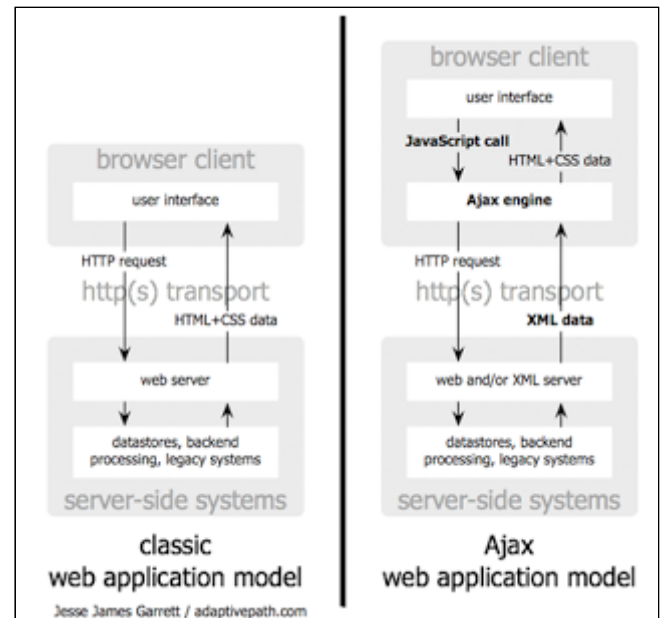 browser client
user interface
HTTP request
http(s) transport
HTML+CSS data
web server
datastores, backend
processing, legacy systems
server-side systems
classic
web application model
Jesse James Garrett / adaptivepath.com
browser client
user interface
JavaScript call
HTML+CSS data
Ajax engine
HTTP request
http(s) transport
XML data
web and/or XML server
datastores, backend
processing, legacy systems
server-side systems
Ajax
web application model